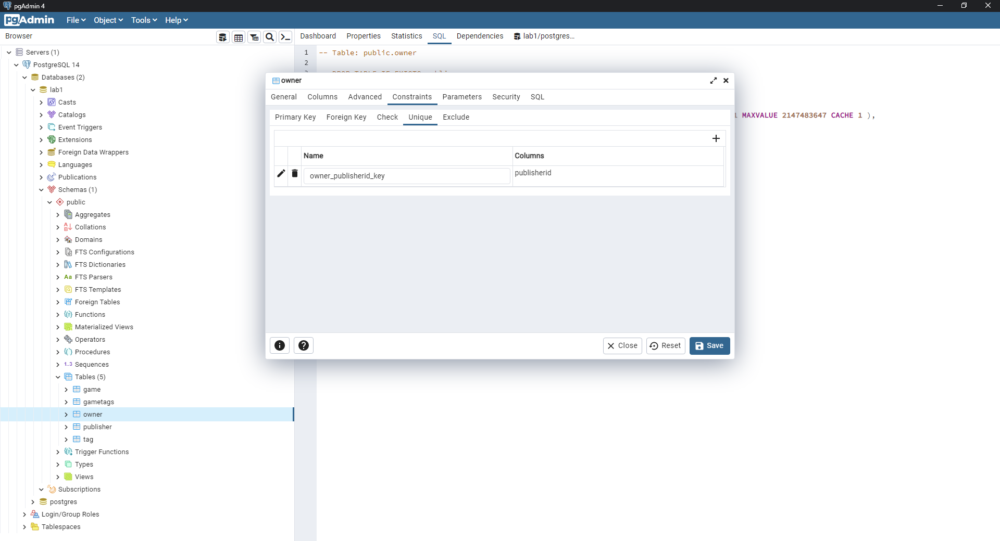 pgAdmin 4
pgAdmin File Object Tools Help
Browser
Dashboard Properties Statistics SQL Dependencies lab1/postgres...
Servers (1)
PostgreSQL 14
Databases (2)
lab1
Casts
Catalogs
Event Triggers
Extensions
Foreign Data Wrappers
Languages
Publications
Schemas (1)
public
Aggregates
Collations
Domains
FTS Configurations
FTS Dictionaries
Aa FTS Parsers
FTS Templates
Foreign Tables
Functions
Materialized Views
Operators
Procedures
1..3 Sequences
Tables (5)
game
gametags
owner
publisher
tag
Trigger Functions
Types
Views
Subscriptions
postgres
Login/Group Roles
Tablespaces
1 -- Table: public.owner
2
1 MAXVALUE 2147483647 CACHE 1 ),
owner
General Columns Advanced Constraints Parameters Security SQL
Primary Key Foreign Key Check Unique Exclude
Name Columns
owner_publisherid_key publisherid
Close Reset Save